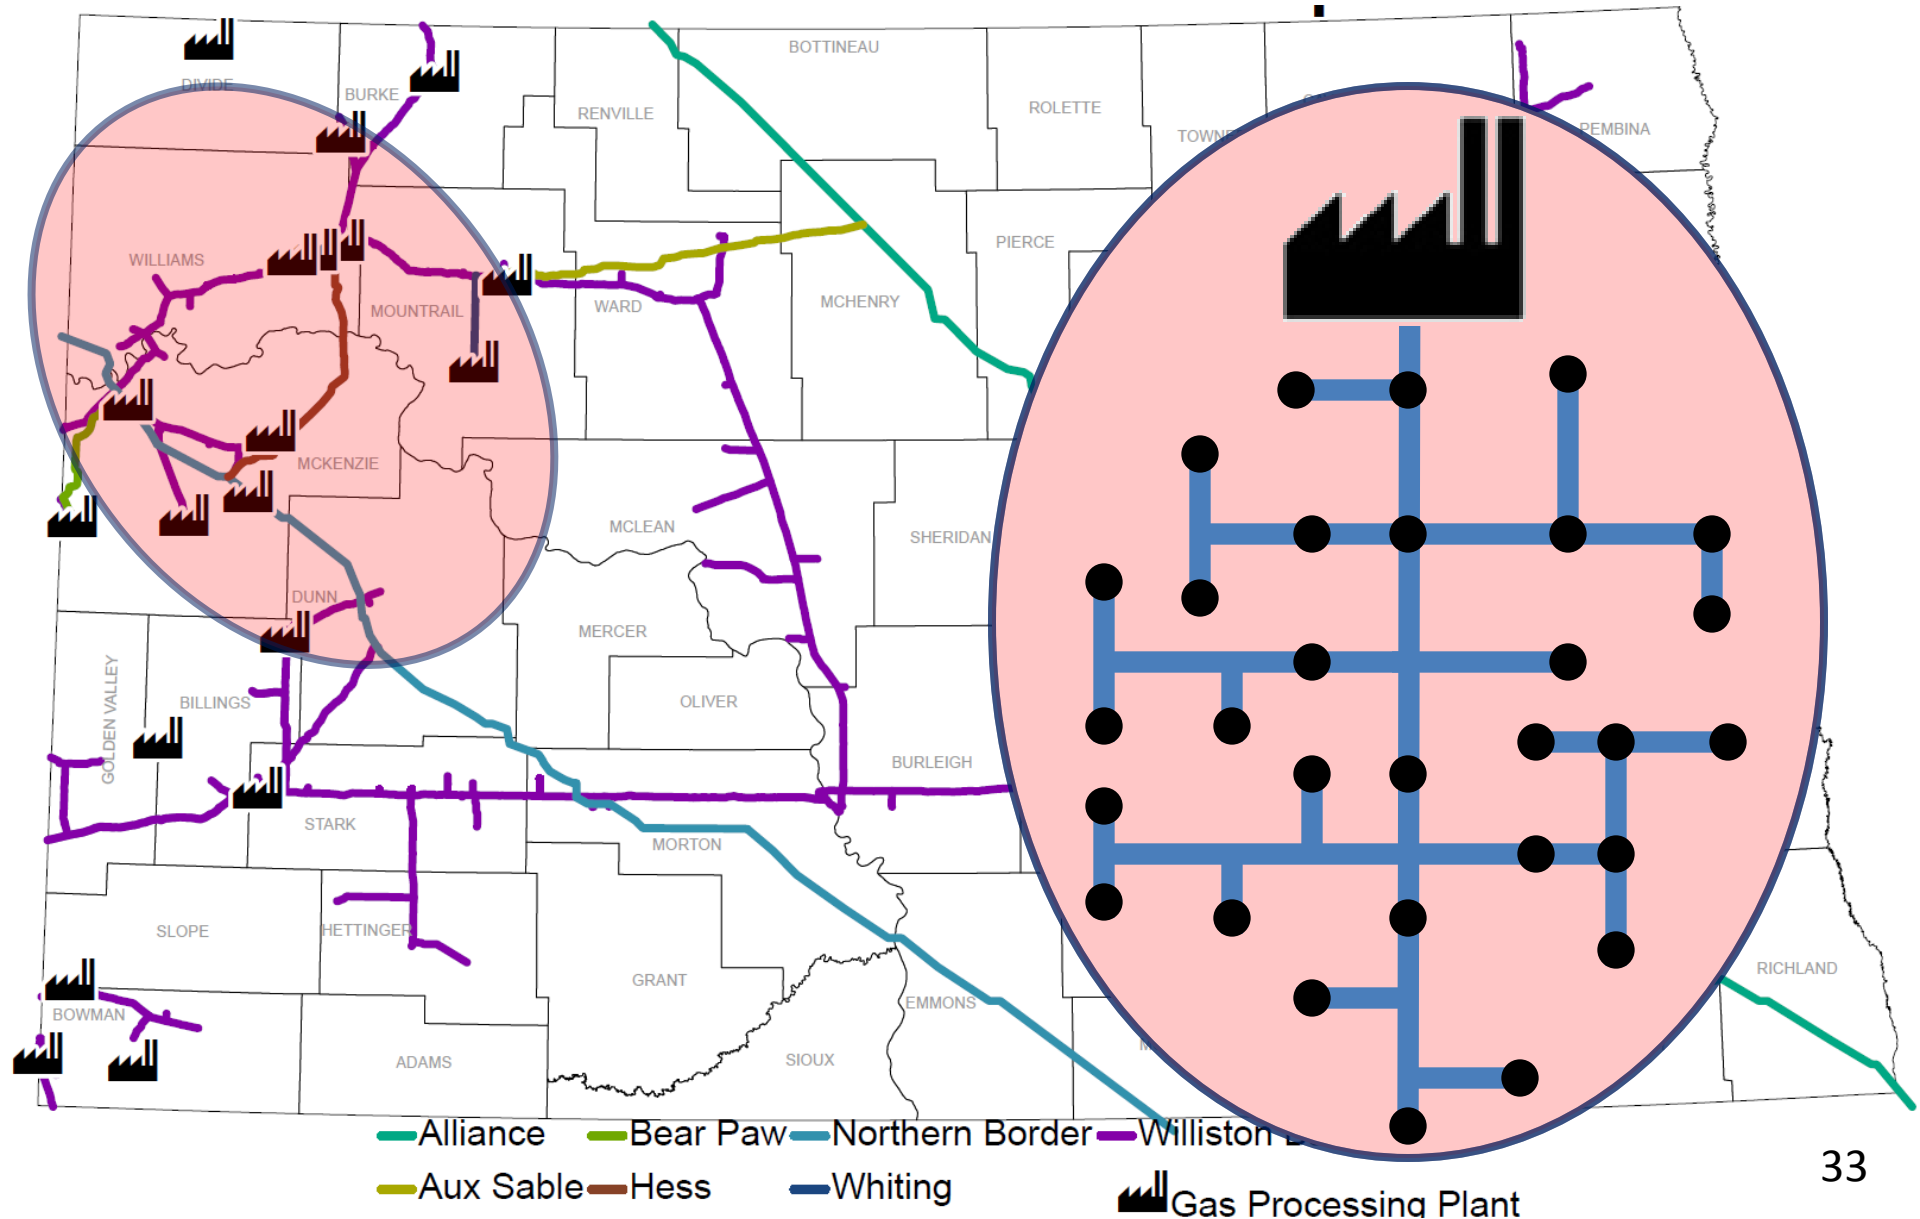 BOTTINEAU
DIVIDE
BURKE
RENVILLE
ROLETTE
PEMBINA
WILLIAMS
PIERCE
MOUNTRAIL
WARD
MCHENRY
MCKENZIE
MCLEAN
SHERIDAN
DUNN
MERCER
GOLDEN VALLEY
BILLINGS
OLIVER
BURLEIGH
STARK
MORTON
SLOPE
HETTINGER
GRANT
RICHLAND
BOWMAN
EMMONS
ADAMS
SIOUX
Alliance Bear Paw Northern Border Williston
Aux Sable Hess Whiting Gas Processing Plant
33